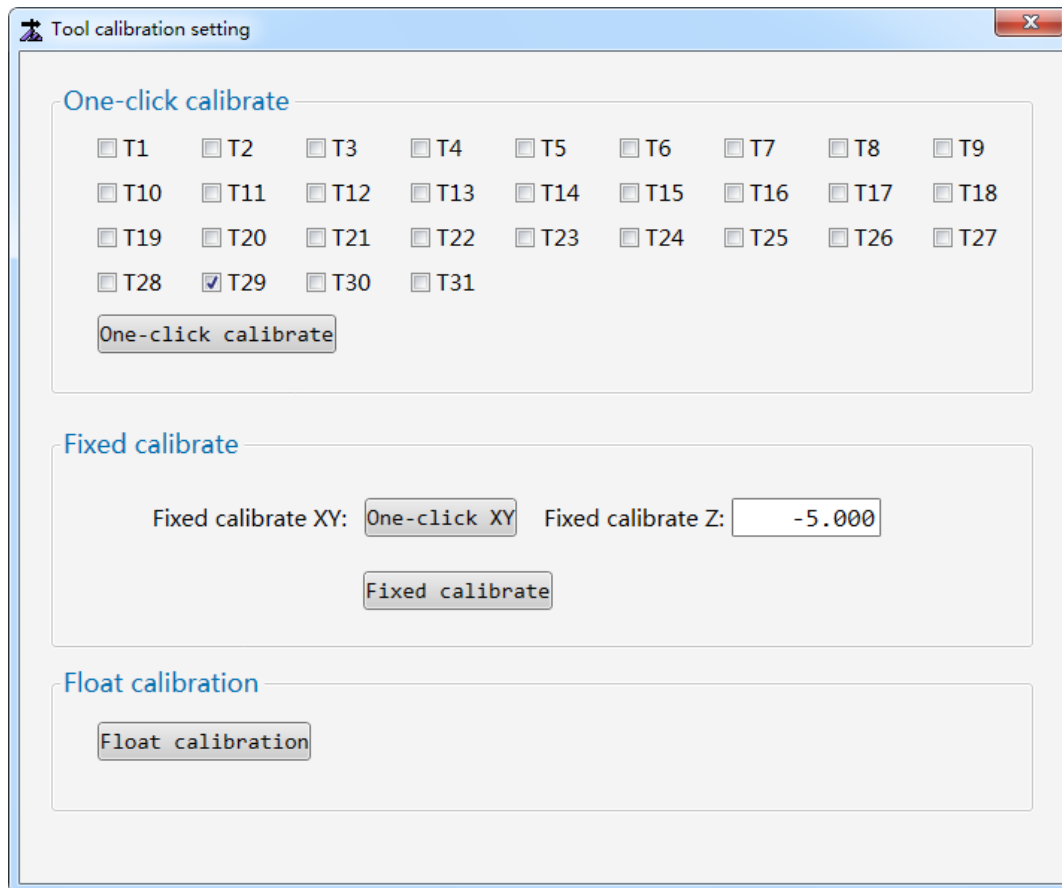 Tool calibration setting
One-click calibrate
T1 T2 T3 T4 T5 T6 T7 T8 T9
T10 T11 T12 T13 T14 T15 T16 T17 T18
T19 T20 T21 T22 T23 T24 T25 T26 T27
T28 T29 T30 T31
One-click calibrate
Fixed calibrate
Fixed calibrate XY: One-click XY Fixed calibrate Z: -5.000
Fixed calibrate
Float calibration
Float calibration